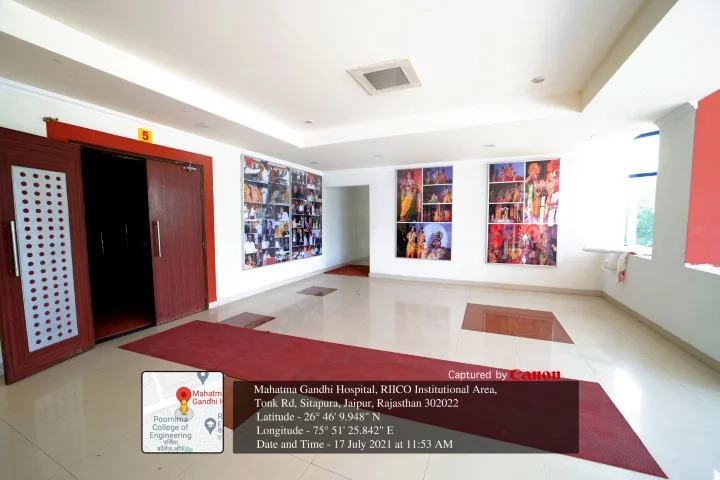 5
Captured by Canon
Mahatma Gandhi Hospital, RIICO Institutional Area,
Tonk Rd, Sitapura, Jaipur, Rajasthan 302022
Latitude - 26° 46' 9.948" N
Longitude - 75° 51' 25.842" E
Date and Time - 17 July 2021 at 11:53 AM
Mahatm
Gandhi H
Poornima
College of
Engineering
पूर्णिमा